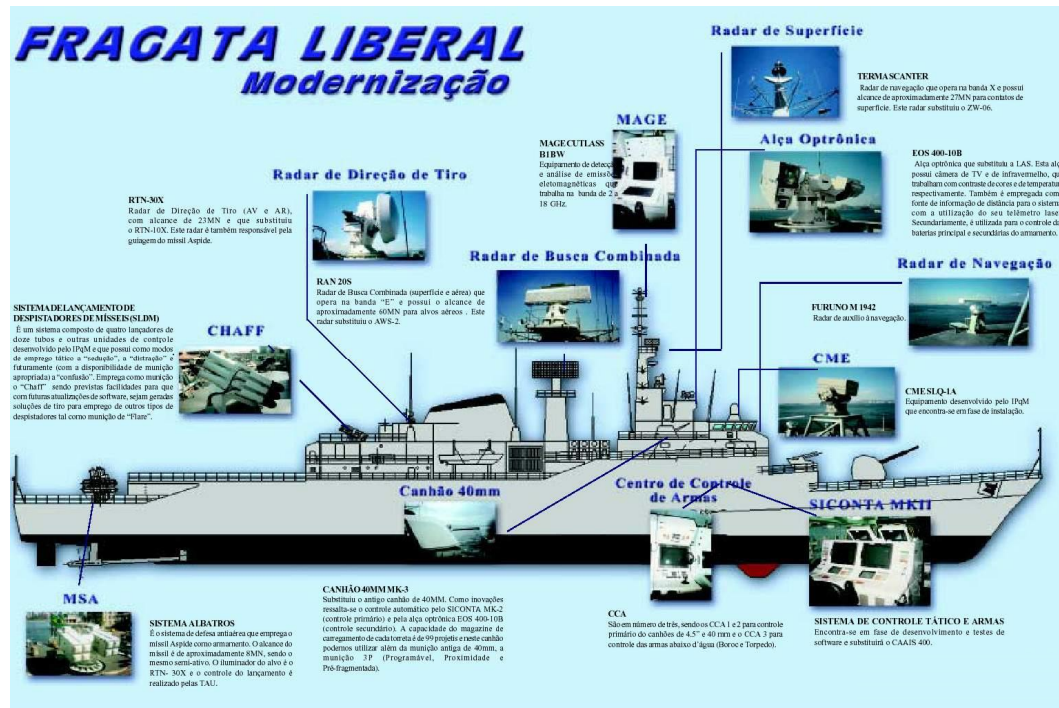 FRAGATA LIBERAL
Modernização
Radar de Superfície
TERMA SCANTER
Radar de navegação que opera na banda X e possui
alcance de aproximadamente 27MN para contatos de
superfície. Este radar substituiu o ZW-06.
MAGE
MAGE CUTLASS
B1BW
Equipamento de detecçã
e análise de emissõe
eletomagnéticas qu
trabalha na banda de 2 a
18 GHz.
Alça Optrônica
EOS 400-10B
Alça optrônica que substituiu a LAS. Esta alç
possui câmera de TV e de infravermelho, qu
trabalham com contraste de cores e de temperatur
respectivamente. Também é empregada com
fonte de informação de distância para o sistem
com a utilização do seu telêmetro lase
Secundariamente, é utilizada para o controle da
baterias principal e secundárias do armamento.
Radar de Direção de Tiro
RTN-30X
Radar de Direção de Tiro (AV e AR),
com alcance de 23MN e que substituiu
o RTN-10X. Este radar é também responsável pela
guiagem do míssil Aspide.
Radar de Busca Combinada
RAN 20S
Radar de Busca Combinada (superfície e aérea) que
opera na banda "E" e possui o alcance de
aproximadamente 60MN para alvos aéreos . Este
radar substituiu o AWS-2.
Radar de Navegação
FURUNO M 1942
Radar de auxílio à navegação.
SISTEMA DE LANÇAMENTO DE
DESPISTADORES DE MÍSSEIS (SLDM)
É um sistema composto de quatro lançadores de
doze tubos e outras unidades de controle
desenvolvido pelo IPqM e que possui como modos
de emprego tático a "sedução", a "distração" e
futuramente (com a disponibilidade de munição
apropriada) a "confusão". Emprega como munição
o "Chaff" sendo previstas facilidades para que
com futuras atualizações de software, sejam geradas
soluções de tiro para emprego de outros tipos de
despistadores tal como munição de "Flare".
CHAFF
CME
CME SLQ-1A
Equipamento desenvolvido pelo IPqM
que encontra-se em fase de instalação.
Canhão 40mm
Centro de Controle
de Armas
SICONTA MKII
MSA
SISTEMA ALBATROS
É o sistema de defesa antiaérea que emprega o
míssil Aspide como armamento. O alcance do
míssil é de aproximadamente 8MN, sendo o
mesmo semi-ativo. O iluminador do alvo é o
RTN- 30X e o controle do lançamento é
realizado pelas TAU.
CANHÃO 40MM MK-3
Substituiu o antigo canhão de 40MM. Como inovações
ressalta-se o controle automático pelo SICONTA MK-2
(controle primário) e pela alça optrônica EOS 400-10B
(controle secundário). A capacidade do magazine de
carregamento de cada torreta é de 99 projetis e neste canhão
podemos utilizar além da munição antiga de 40mm, a
munição 3P (Programável, Proximidade e
Pré-fragmentada).
CCA
São em número de três, sendo os CCA 1 e 2 para controle
primário do canhões de 4.5" e 40 mm e o CCA 3 para
controle das armas abaixo d'água (Boroc e Torpedo).
SISTEMA DE CONTROLE TÁTICO E ARMAS
Encontra-se em fase de desenvolvimento e testes de
software e substituirá o CAAIS 400.